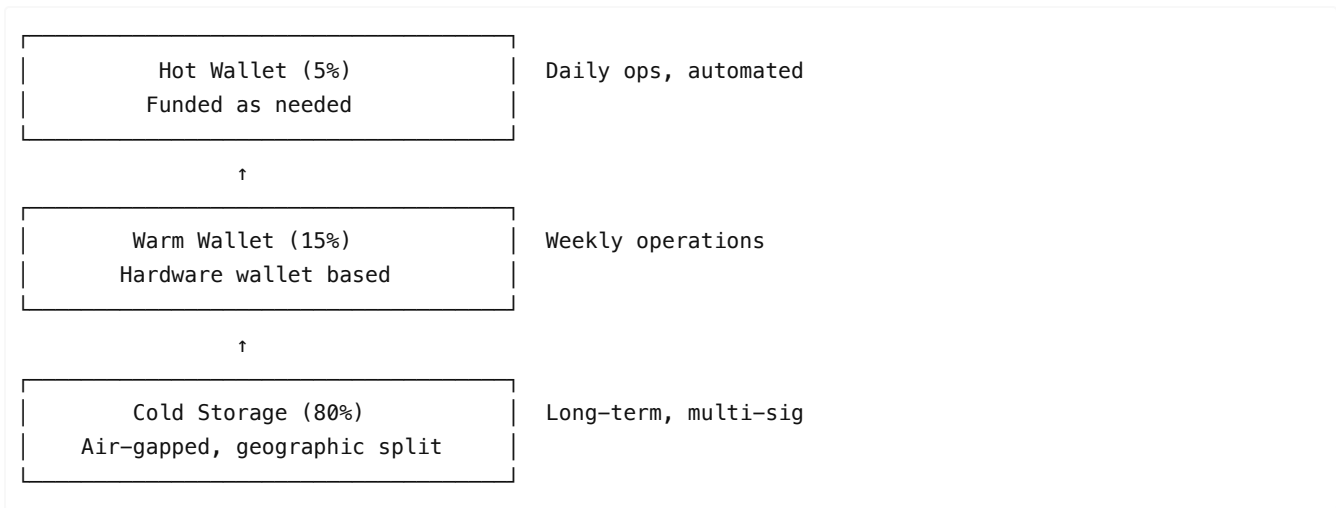 Hot Wallet (5%) Daily ops, automated
Funded as needed
↑
Warm Wallet (15%) Weekly operations
Hardware wallet based
↑
Cold Storage (80%) Long-term, multi-sig
Air-gapped, geographic split